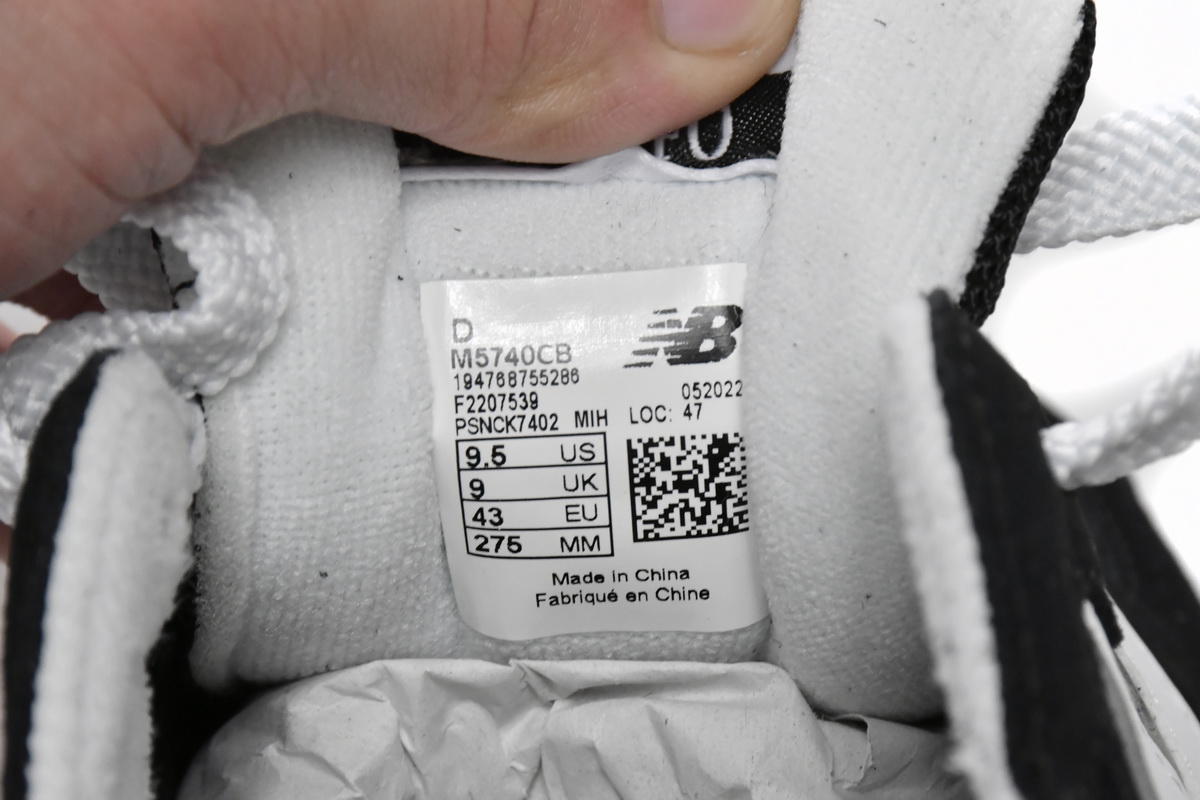 D
M5740CB
NB
194768755286
F2207539
052022
PSNCK7402 MIH LOC: 47
9.5 US
9 UK
43 EU
275 MM
Made in China
Fabriqué en Chine